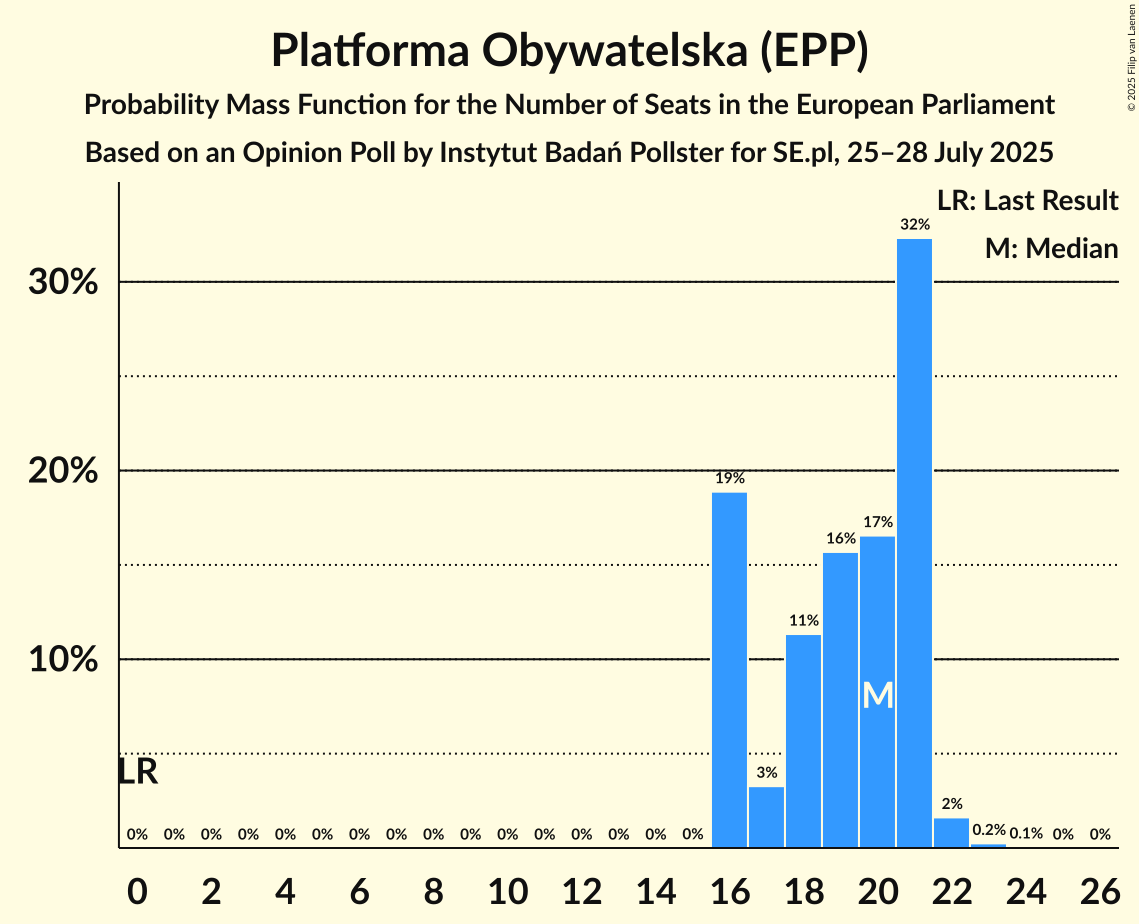 Platforma Obywatelska (EPP)
Probability Mass Function for the Number of Seats in the European Parliament
Based on an Opinion Poll by Instytut Badań Pollster for SE.pl, 25–28 July 2025
© 2025 Filip van Laenen
LR: Last Result
M: Median
30%
20%
10%
32%
19%
17%
16%
11%
M
3%
LR
2%
0% 0% 0% 0% 0% 0% 0% 0% 0% 0% 0% 0% 0% 0% 0% 0% 0.2% 0.1% 0% 0%
0 2 4 6 8 10 12 14 16 18 20 22 24 26